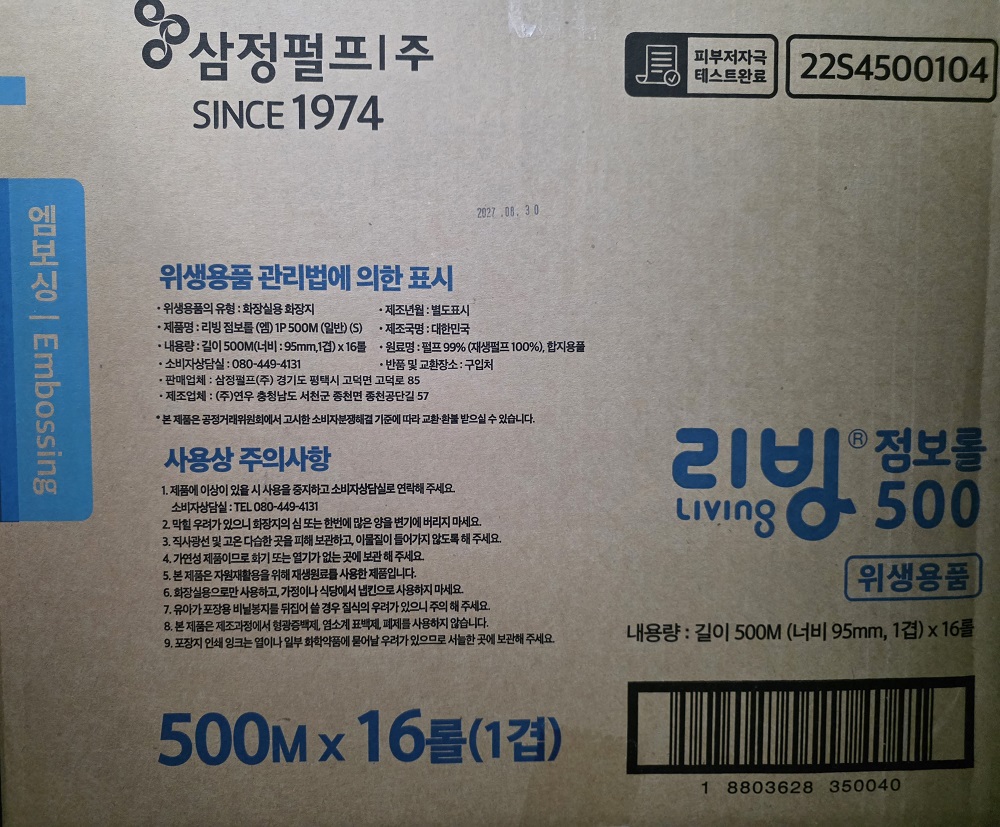 삼정펄프|주
SINCE 1974
피부저자극
테스트완료
22S4500104
2027.08.30
엠보싱 | Embossing
위생용품 관리법에 의한 표시
· 위생용품의 유형 : 화장실용 화장지
· 제조년월 : 별도표시
· 제품명 : 리빙 점보롤 (엠) 1P 500M (일반) (S)
· 제조국명 : 대한민국
· 내용량 : 길이 500M(너비 : 95mm,1겹) x 16롤
· 원료명 : 펄프 99% (재생펄프 100%), 합지용풀
· 소비자상담실 : 080-449-4131
· 반품 및 교환장소 : 구입처
· 판매업체 : 삼정펄프(주) 경기도 평택시 고덕면 고덕로 85
· 제조업체 : (주)연우 충청남도 서천군 종천면 종천공단길 57
* 본 제품은 공정거래위원회에서 고시한 소비자분쟁해결 기준에 따라 교환·환불 받으실 수 있습니다.
사용상 주의사항
1. 제품에 이상이 있을 시 사용을 중지하고 소비자상담실로 연락해 주세요.
소비자상담실 : TEL 080-449-4131
2. 막힐 우려가 있으니 화장지의 심 또는 한번에 많은 양을 변기에 버리지 마세요.
3. 직사광선 및 고온 다습한 곳을 피해 보관하고, 이물질이 들어가지 않도록 해 주세요.
4. 가연성 제품이므로 화기 또는 열기가 없는 곳에 보관 해 주세요.
5. 본 제품은 자원재활용을 위해 재생원료를 사용한 제품입니다.
6. 화장실용으로만 사용하고, 가정이나 식당에서 냅킨으로 사용하지 마세요.
7. 유아가 포장용 비닐봉지를 뒤집어 쓸 경우 질식의 우려가 있으니 주의 해 주세요.
8. 본 제품은 제조과정에서 형광증백제, 염소계 표백제, 폐제를 사용하지 않습니다.
9. 포장지 인쇄 잉크는 열이나 일부 화학약품에 묻어날 우려가 있으므로 서늘한 곳에 보관해 주세요.
리빙® 점보롤
LIVING 500
위생용품
내용량 : 길이 500M (너비 95mm, 1겹) x 16롤
500M x 16롤(1겹)
1 8803628 350040